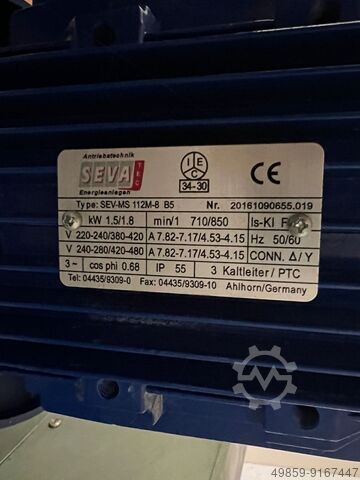 Antriebstechnik
SEVA TEC
Energieanlagen
I E C
34-30
CE
Type: SEV-MS 112M-8 B5 Nr. 20161090655.019
kW 1.5/1.8 min/1 710/850 Is-Kl F
V 220-240/380-420 A 7.82-7.17/4.53-4.15 Hz 50/60
V 240-280/420-480 A 7.82-7.17/4.53-4.15 CONN. Δ/Y
3~ cos phi 0.68 IP 55 3 Kaltleiter/PTC
Tel: 04435/9309-0 Fax: 04435/9309-10 Ahlhorn/Germany
49859-9167447